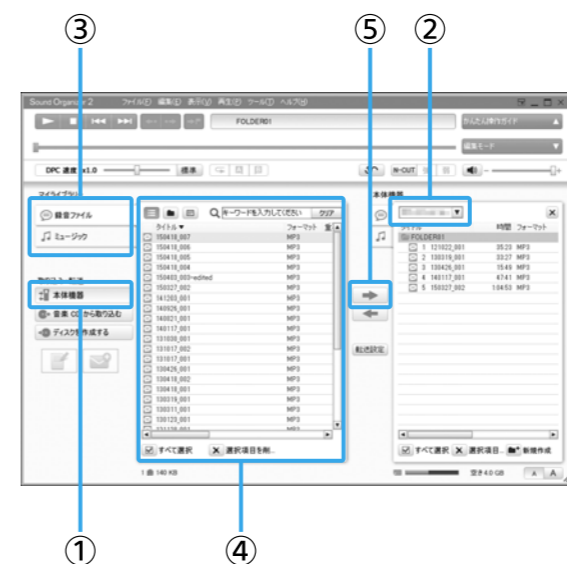 ③
⑤
②
Sound Organizer 2 ファイル(F) 編集(E) 表示(V) 再生(P) ツール(T) ヘルプ(H)
FOLDER01
かんたん操作ガイド
編集モード
DPC 速度 x1.0
標準
IN-OUT
マイライブラリ
本体機器
録音ファイル
ミュージック
キーワードを入力してください クリア
タイトル▼ フォーマット
150418_007 MP3
150418_006 MP3
150418_005 MP3
150418_004 MP3
150403_003-edited MP3
150327_002 MP3
141203_001 MP3
140926_001 MP3
140821_001 MP3
140117_001 MP3
131030_001 MP3
131017_002 MP3
131017_001 MP3
130426_001 MP3
130418_002 MP3
130418_001 MP3
130319_001 MP3
130311_001 MP3
130123_001 MP3
すべて選択 選択項目を削...
1 曲 140 KB
本体機器
音楽 CD から取り込む
ディスクを作成する
転送設定
タイトル 時間 フォーマット
FOLDER01
1 121022_001 35:23 MP3
2 130319_001 33:27 MP3
3 130426_001 15:49 MP3
4 140117_001 47:41 MP3
5 150327_002 1:04:53 MP3
すべて選択 選択項目... 新規作成
空き 4.0 GB A A
①
④